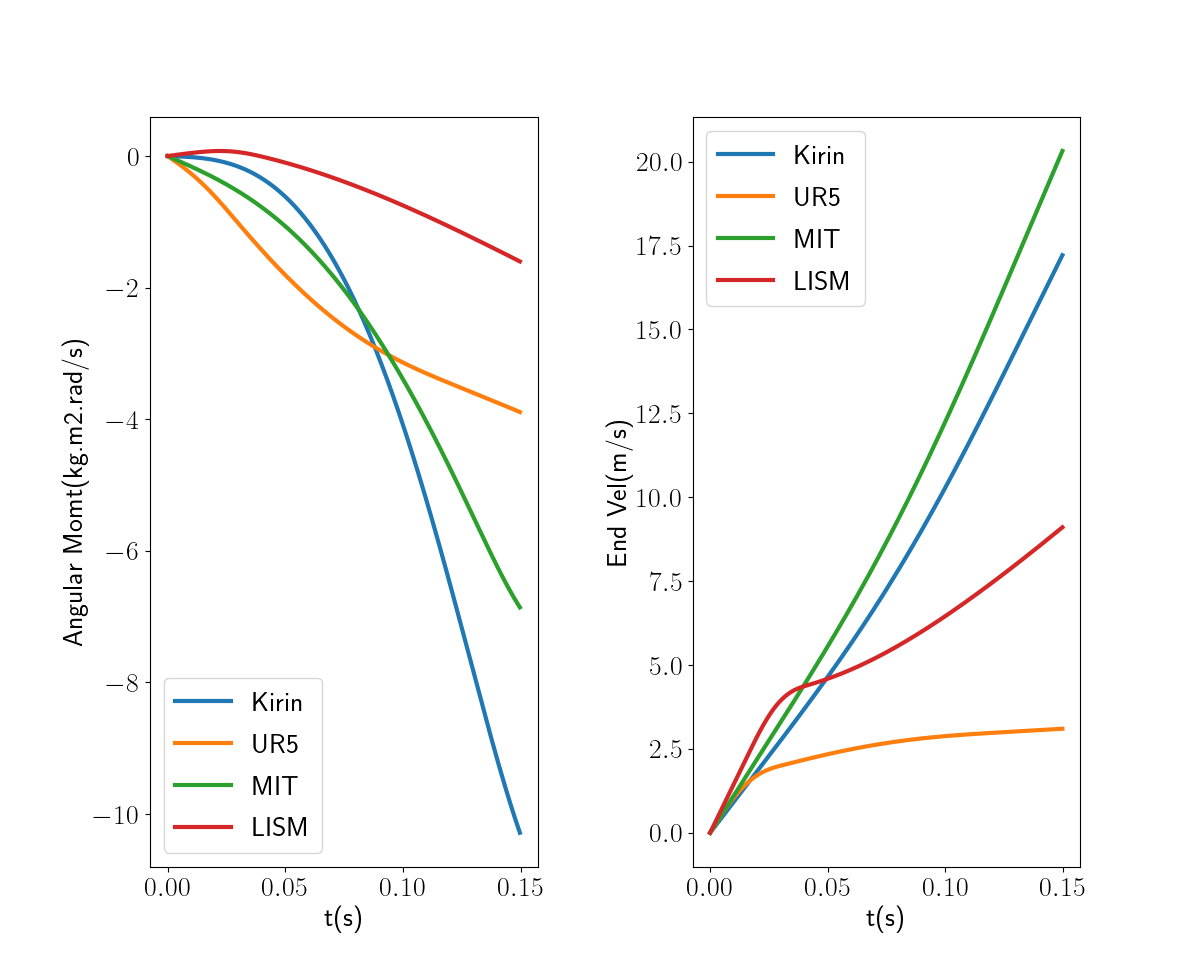 Angular Momt(kg.m2.rad/s)
0
−2
−4
−6
−8
−10
Kirin
UR5
MIT
LISM
0.00 0.05 0.10 0.15
t(s)
End Vel(m/s)
20.0
17.5
15.0
12.5
10.0
7.5
5.0
2.5
0.0
Kirin
UR5
MIT
LISM
0.00 0.05 0.10 0.15
t(s)